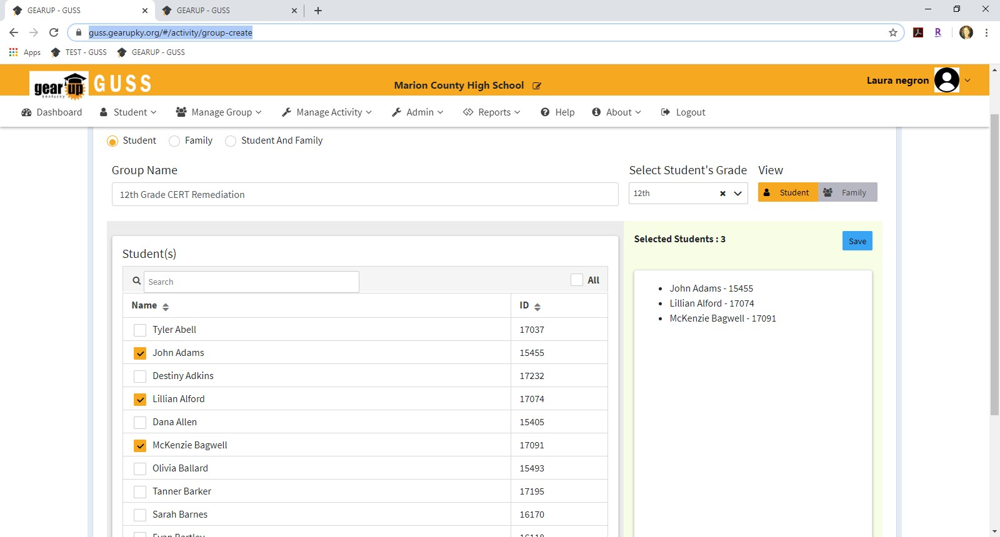 GEARUP - GUSS
GEARUP - GUSS
guss.gearupky.org/#/activity/group-create
Apps
TEST - GUSS
GEARUP - GUSS
gear up
kentucky
GUSS
Marion County High School
Laura negron
Dashboard
Student
Manage Group
Manage Activity
Admin
Reports
Help
About
Logout
Student
Family
Student And Family
Group Name
Select Student's Grade
View
12th Grade CERT Remediation
12th
Student
Family
Student(s)
Selected Students : 3
Save
Search
All
John Adams - 15455
Lillian Alford - 17074
McKenzie Bagwell - 17091
Name
ID
Tyler Abell 17037
John Adams 15455
Destiny Adkins 17232
Lillian Alford 17074
Dana Allen 15405
McKenzie Bagwell 17091
Olivia Ballard 15493
Tanner Barker 17195
Sarah Barnes 16170